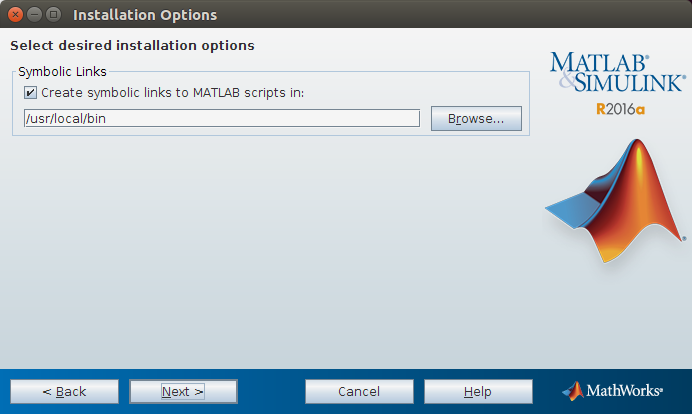 Installation Options
Select desired installation options
Symbolic Links
Create symbolic links to MATLAB scripts in:
/usr/local/bin
Browse...
MATLAB®
&SIMULINK®
R2016a
< Back
Next >
Cancel
Help
MathWorks®